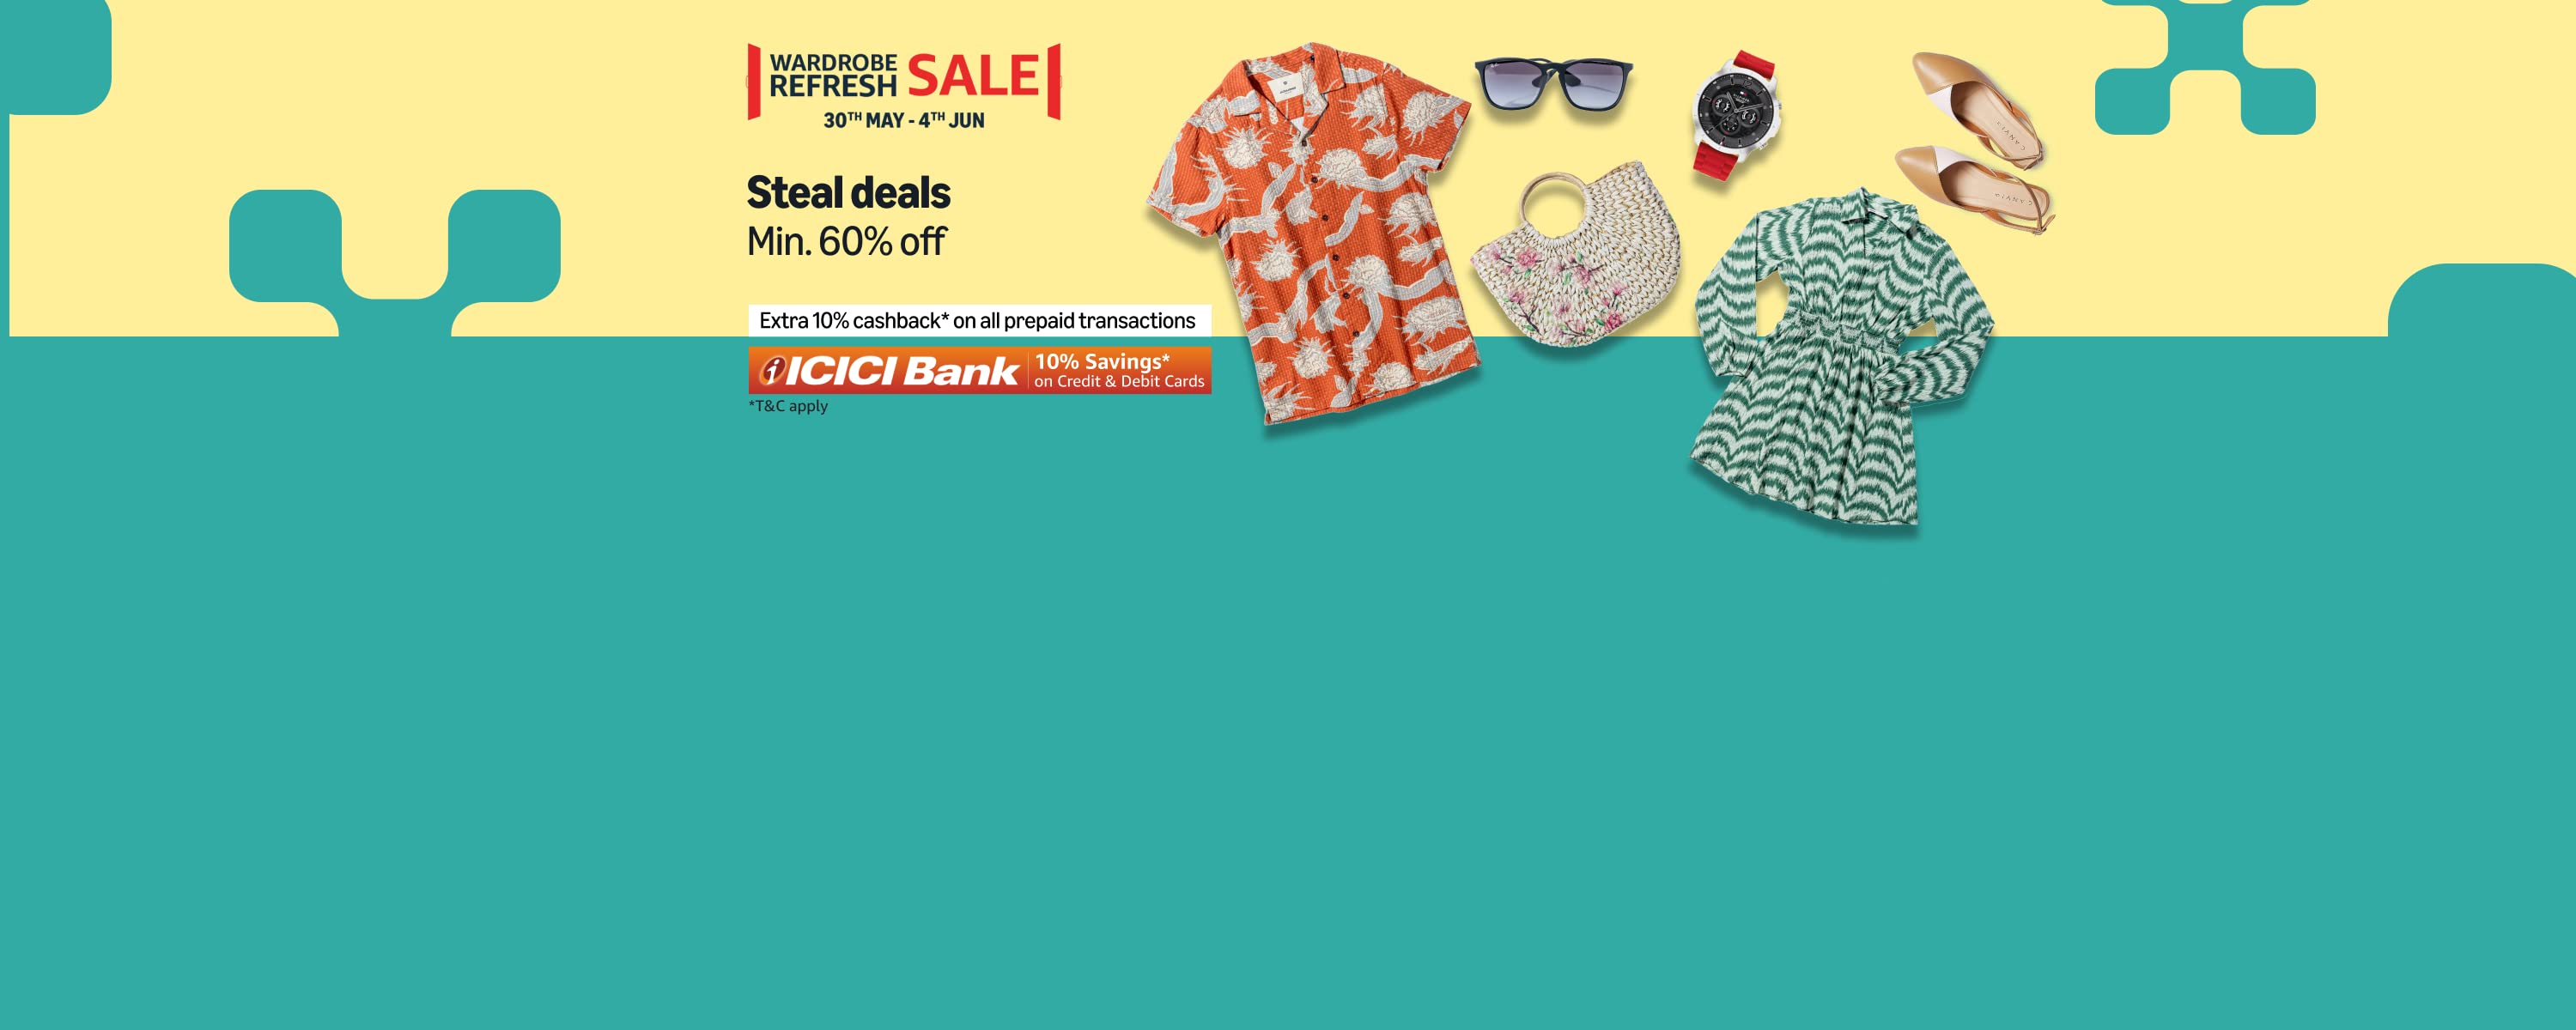 WARDROBE
REFRESH SALE
30TH MAY - 4TH JUN
Steal deals
Min. 60% off
Extra 10% cashback* on all prepaid transactions
i ICICI Bank
10% Savings*
on Credit & Debit Cards
*T&C apply